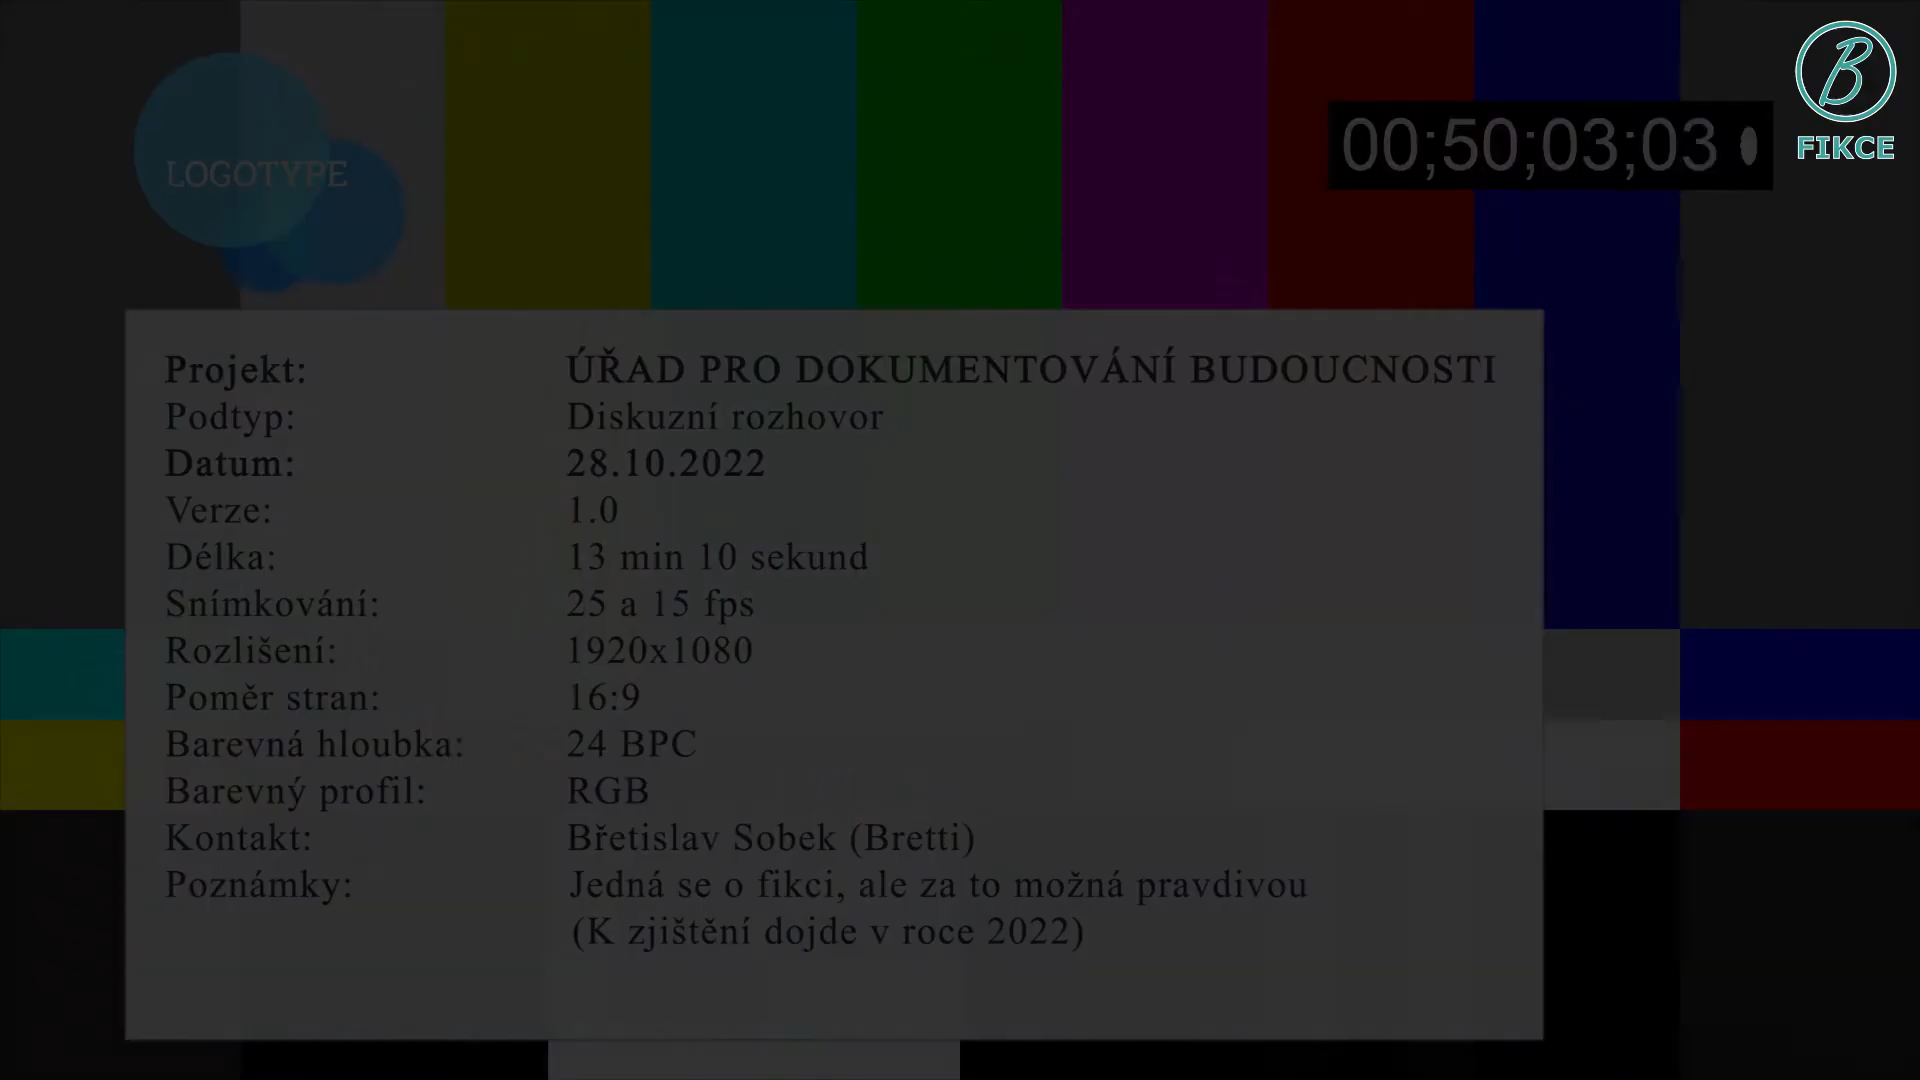 LOGOTYPE
00;50;03;03
B
FIKCE
Projekt: ÚŘAD PRO DOKUMENTOVÁNÍ BUDOUCNOSTI
Podtyp: Diskuzní rozhovor
Datum: 28.10.2022
Verze: 1.0
Délka: 13 min 10 sekund
Snímkování: 25 a 15 fps
Rozlišení: 1920x1080
Poměr stran: 16:9
Barevná hloubka: 24 BPC
Barevný profil: RGB
Kontakt: Břetislav Sobek (Bretti)
Poznámky: Jedná se o fikci, ale za to možná pravdivou
(K zjištění dojde v roce 2022)